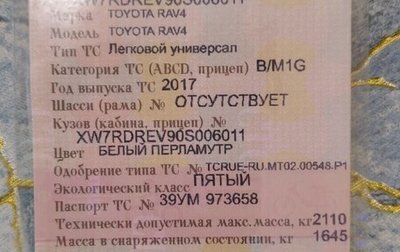 XW7RDREV90S006011
Марка TOYOTA RAV4
Модель TOYOTA RAV4
Тип ТС Легковой универсал
Категория ТС (ABCD, прицеп) B/M1G
Год выпуска ТС 2017
Шасси (рама) № ОТСУТСТВУЕТ
Кузов (кабина, прицеп) №
XW7RDREV90S006011
Цвет БЕЛЫЙ ПЕРЛАМУТР
Одобрение типа ТС № TCRUE-RU.MT02.00548.P1
Экологический класс ПЯТЫЙ
Паспорт ТС № 39УМ 973658
Технически допустимая макс. масса, кг 2110
Масса в снаряженном состоянии, кг 1645